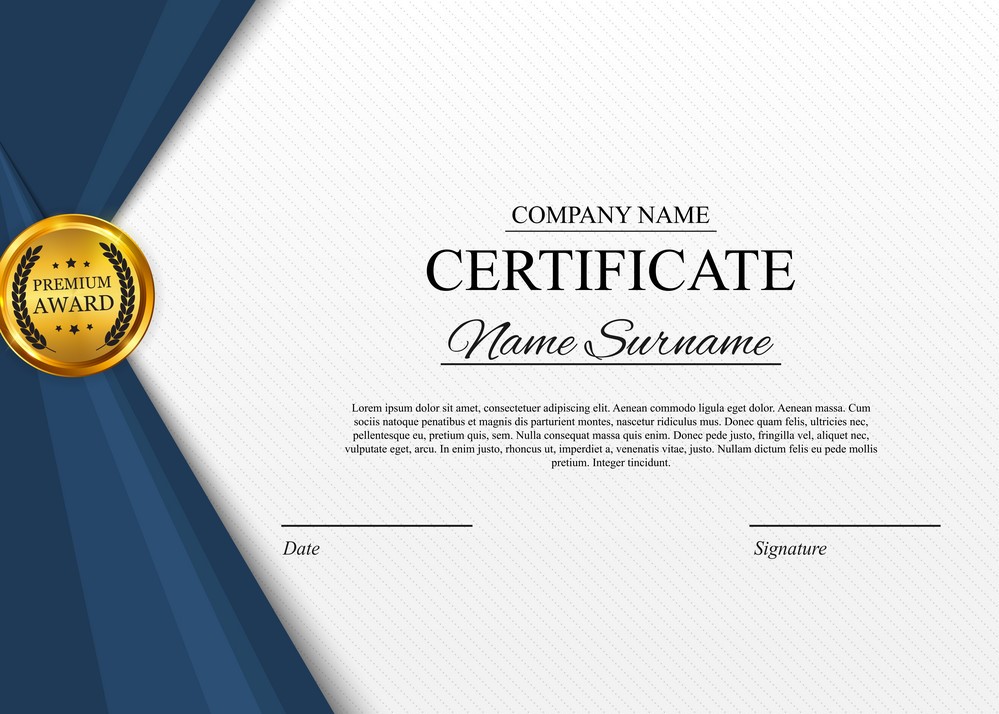 PREMIUM
AWARD
COMPANY NAME
CERTIFICATE
Name Surname
Lorem ipsum dolor sit amet, consectetuer adipiscing elit. Aenean commodo ligula eget dolor. Aenean massa. Cum
sociis natoque penatibus et magnis dis parturient montes, nascetur ridiculus mus. Donec quam felis, ultricies nec,
pellentesque eu, pretium quis, sem. Nulla consequat massa quis enim. Donec pede justo, fringilla vel, aliquet nec,
vulputate eget, arcu. In enim justo, rhoncus ut, imperdiet a, venenatis vitae, justo. Nullam dictum felis eu pede mollis
pretium. Integer tincidunt.
Date
Signature